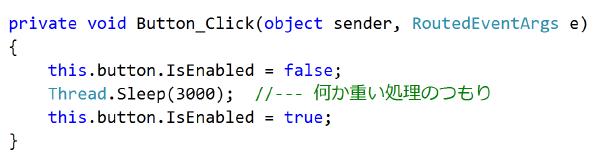 private void Button_Click(object sender, RoutedEventArgs e)
{
    this.button.IsEnabled = false;
    Thread.Sleep(3000);  //--- 何か重い処理のつもり
    this.button.IsEnabled = true;
}